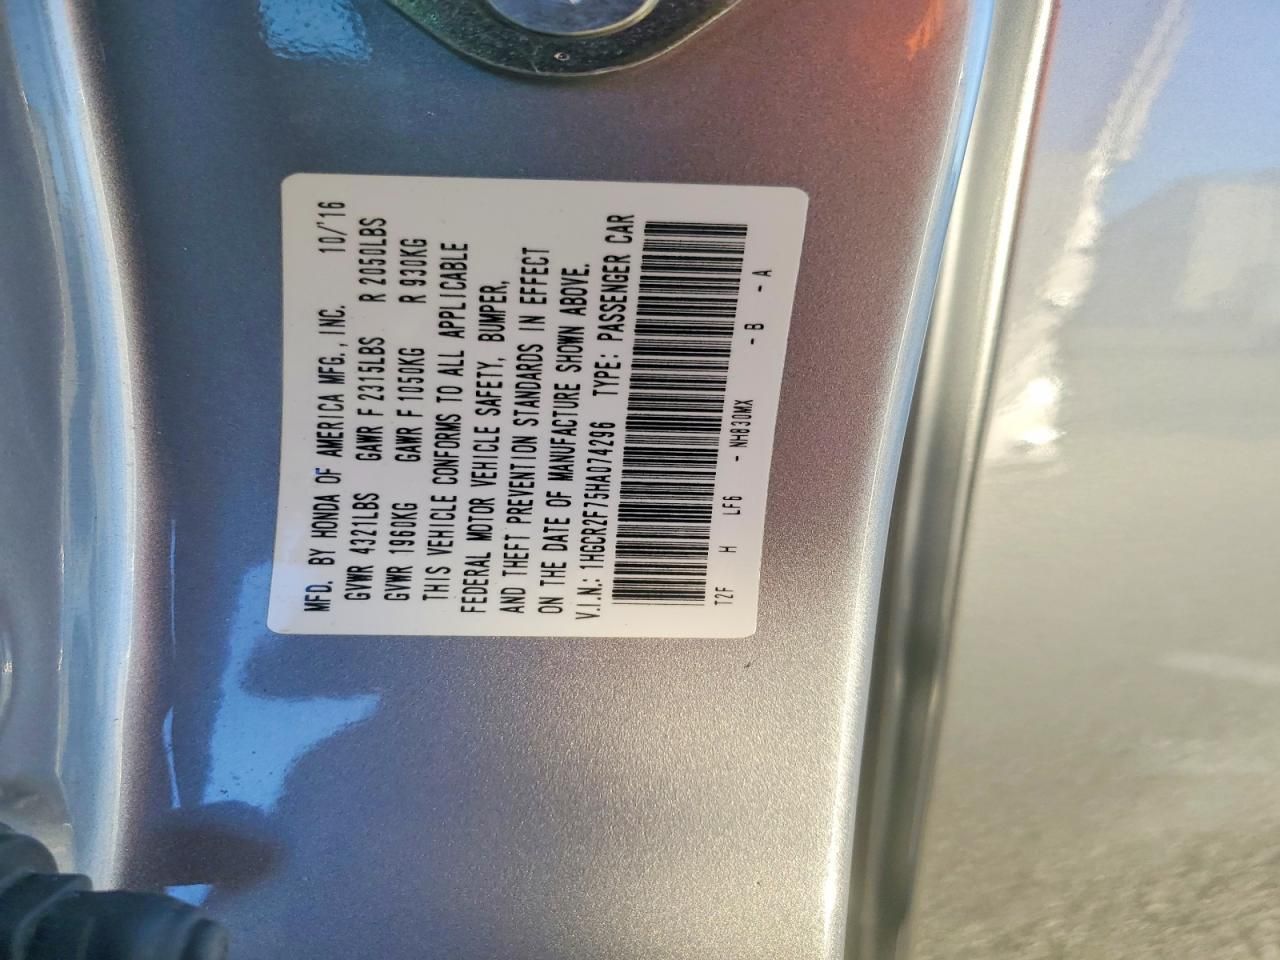 MFD. BY HONDA OF AMERICA MFG., INC. 10/'16
GVWR 4321LBS GAWR F 2315LBS R 2050LBS
GVWR 1960KG GAWR F 1050KG R 930KG
THIS VEHICLE CONFORMS TO ALL APPLICABLE
FEDERAL MOTOR VEHICLE SAFETY, BUMPER,
AND THEFT PREVENTION STANDARDS IN EFFECT
ON THE DATE OF MANUFACTURE SHOWN ABOVE.
V.I.N.: 1HGCR2F75HA074296 TYPE: PASSENGER CAR
T2F H LF6 - NH830MX - B - A